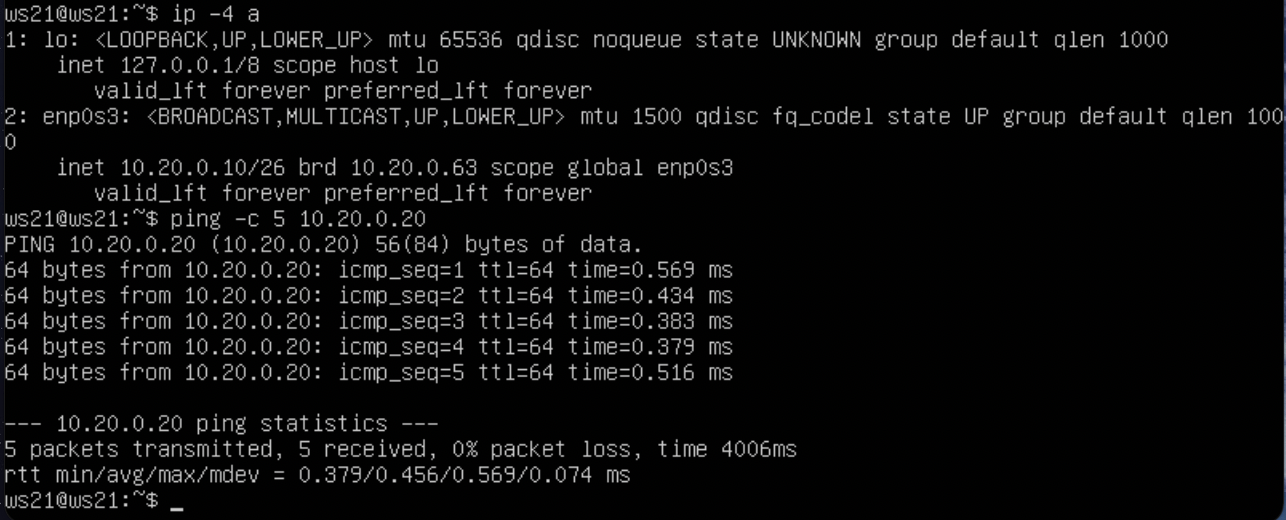 ws21@ws21:~$ ip -4 a
1: lo: <LOOPBACK,UP,LOWER_UP> mtu 65536 qdisc noqueue state UNKNOWN group default qlen 1000
    inet 127.0.0.1/8 scope host lo
       valid_lft forever preferred_lft forever
2: enp0s3: <BROADCAST,MULTICAST,UP,LOWER_UP> mtu 1500 qdisc fq_codel state UP group default qlen 100
0
    inet 10.20.0.10/26 brd 10.20.0.63 scope global enp0s3
       valid_lft forever preferred_lft forever
ws21@ws21:~$ ping -c 5 10.20.0.20
PING 10.20.0.20 (10.20.0.20) 56(84) bytes of data.
64 bytes from 10.20.0.20: icmp_seq=1 ttl=64 time=0.569 ms
64 bytes from 10.20.0.20: icmp_seq=2 ttl=64 time=0.434 ms
64 bytes from 10.20.0.20: icmp_seq=3 ttl=64 time=0.383 ms
64 bytes from 10.20.0.20: icmp_seq=4 ttl=64 time=0.379 ms
64 bytes from 10.20.0.20: icmp_seq=5 ttl=64 time=0.516 ms

--- 10.20.0.20 ping statistics ---
5 packets transmitted, 5 received, 0% packet loss, time 4006ms
rtt min/avg/max/mdev = 0.379/0.456/0.569/0.074 ms
ws21@ws21:~$ _